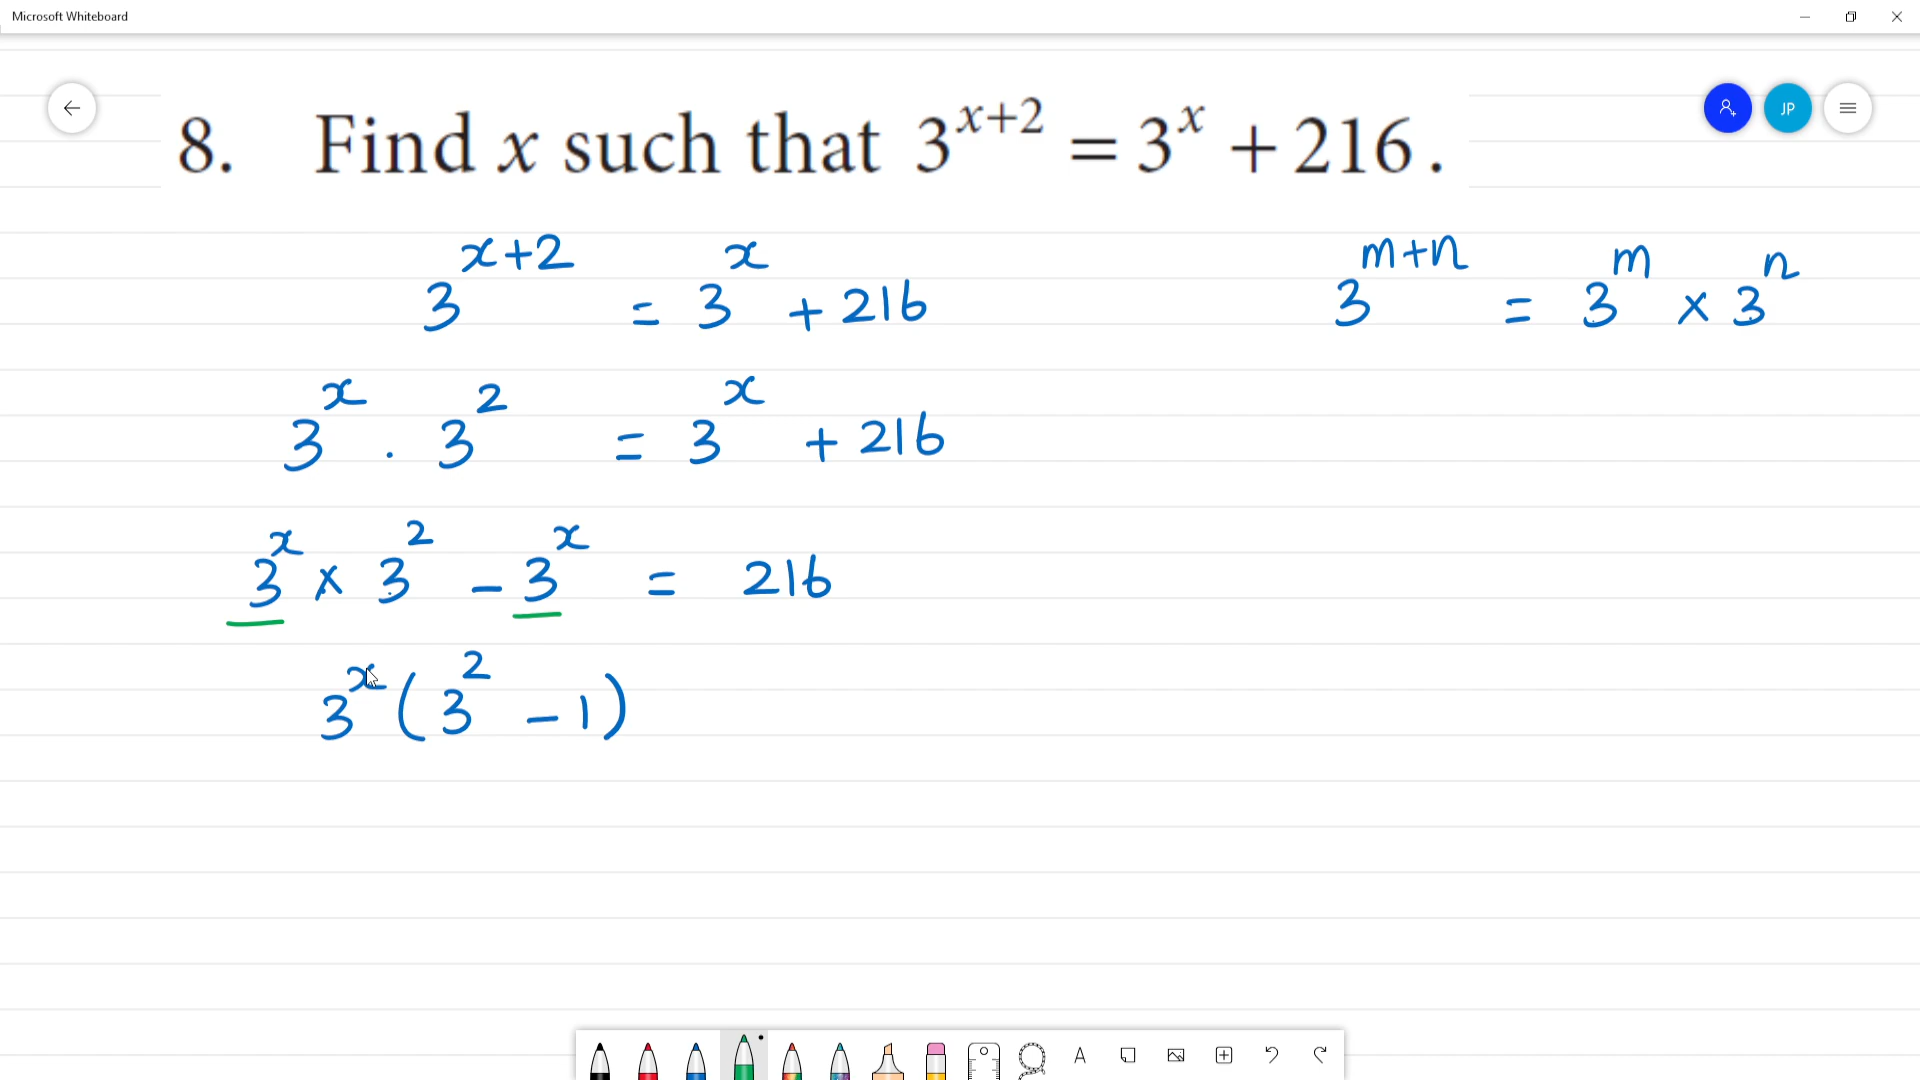 Microsoft Whiteboard
JP
8. Find x such that 3^{x+2} = 3^x + 216.
3^{x+2} = 3^x + 216
3^{m+n} = 3^m × 3^n
3^x . 3^2 = 3^x + 216
3^x × 3^2 - 3^x = 216
3^x (3^2 - 1)
A